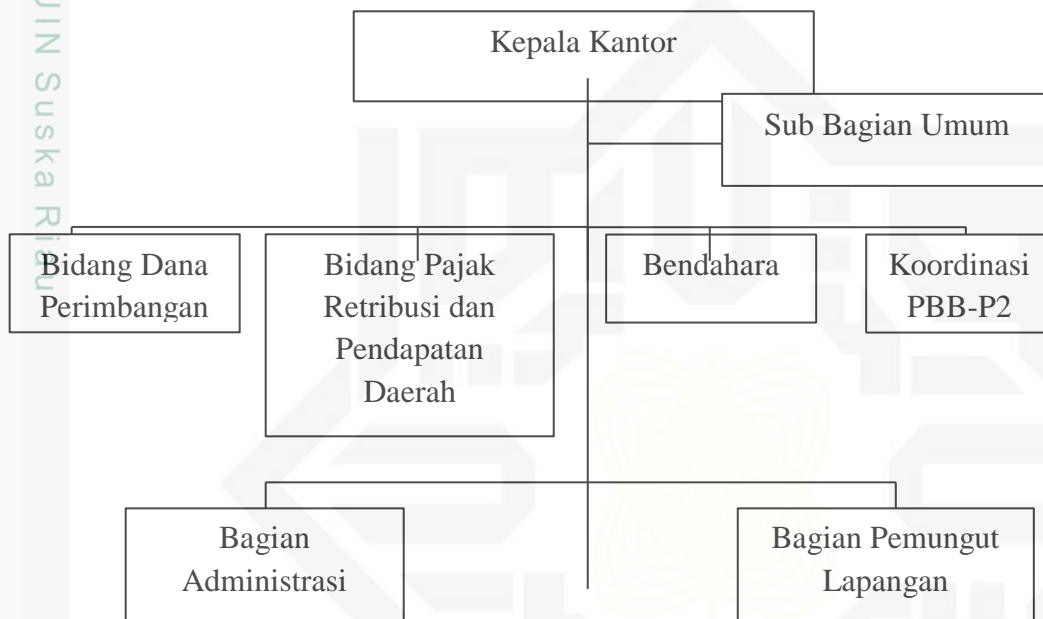 Kepala Kantor
Sub Bagian Umum
Bidang Dana
Perimbangan
Bidang Pajak
Retribusi dan
Pendapatan
Daerah
Bendahara
Koordinasi
PBB-P2
Bagian
Administrasi
Bagian Pemungut
Lapangan
UIN Suska Riau